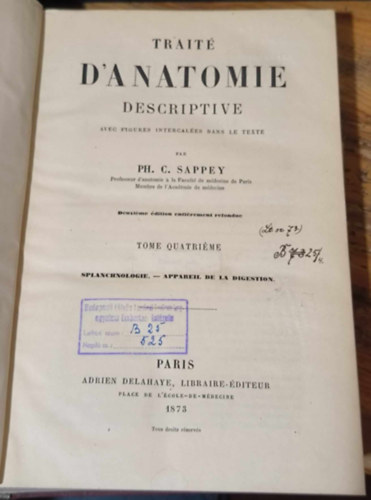 TRAITÉ
D'ANATOMIE
DESCRIPTIVE
AVEC FIGURES INTERCALÉES DANS LE TEXTE
PAR
PH. C. SAPPEY
Professeur d'anatomie à la Faculté de médecine de Paris
Membre de l'Académie de médecine
Deuxième édition entièrement refondue
TOME QUATRIÈME
SPLANCHNOLOGIE. — APPAREIL DE LA DIGESTION.
B 25
525
PARIS
ADRIEN DELAHAYE, LIBRAIRE-ÉDITEUR
PLACE DE L'ÉCOLE-DE-MÉDECINE
1873
Tous droits réservés